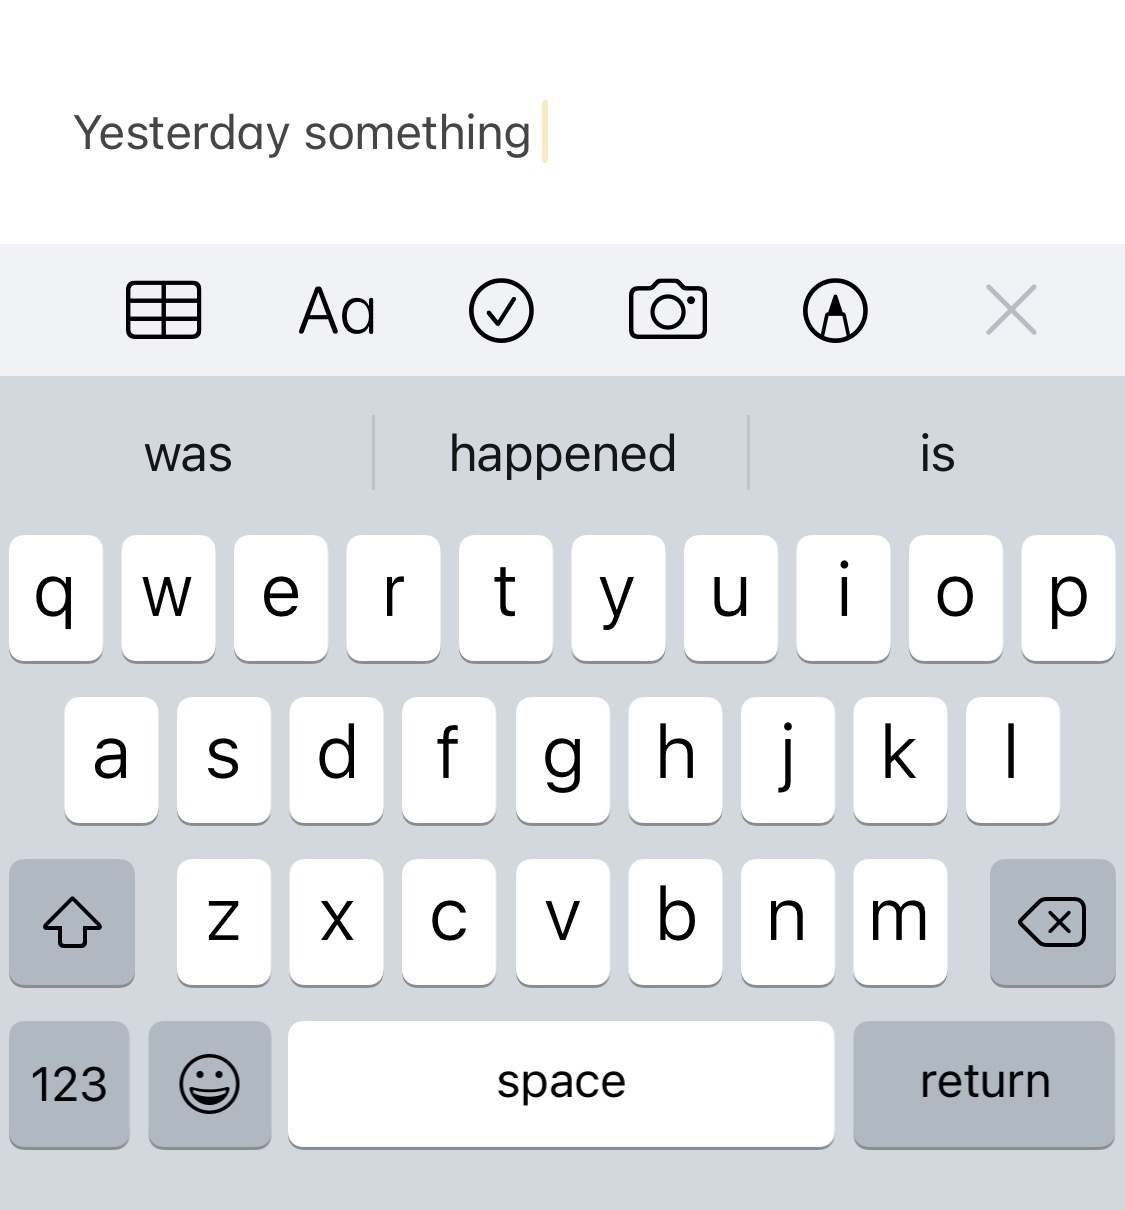 Yesterday something
Aa
was happened is
q w e r t y u i o p
a s d f g h j k l
z x c v b n m
123 space return